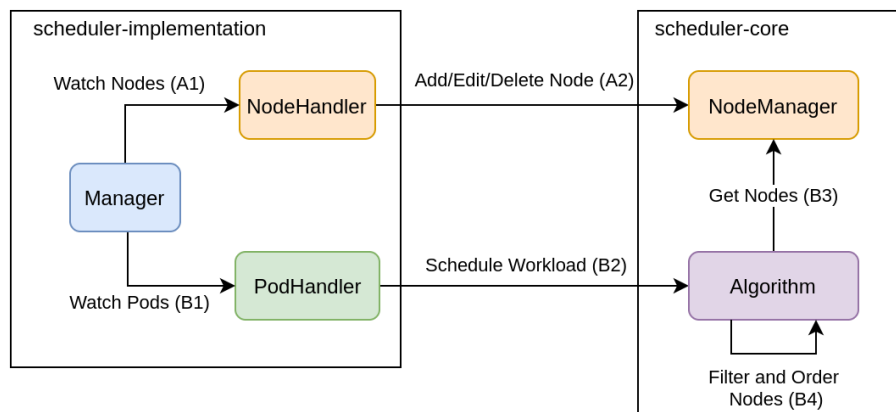 scheduler-implementation
scheduler-core
Watch Nodes (A1)
Add/Edit/Delete Node (A2)
NodeHandler
NodeManager
Manager
Get Nodes (B3)
Schedule Workload (B2)
Watch Pods (B1)
PodHandler
Algorithm
Filter and Order
Nodes (B4)